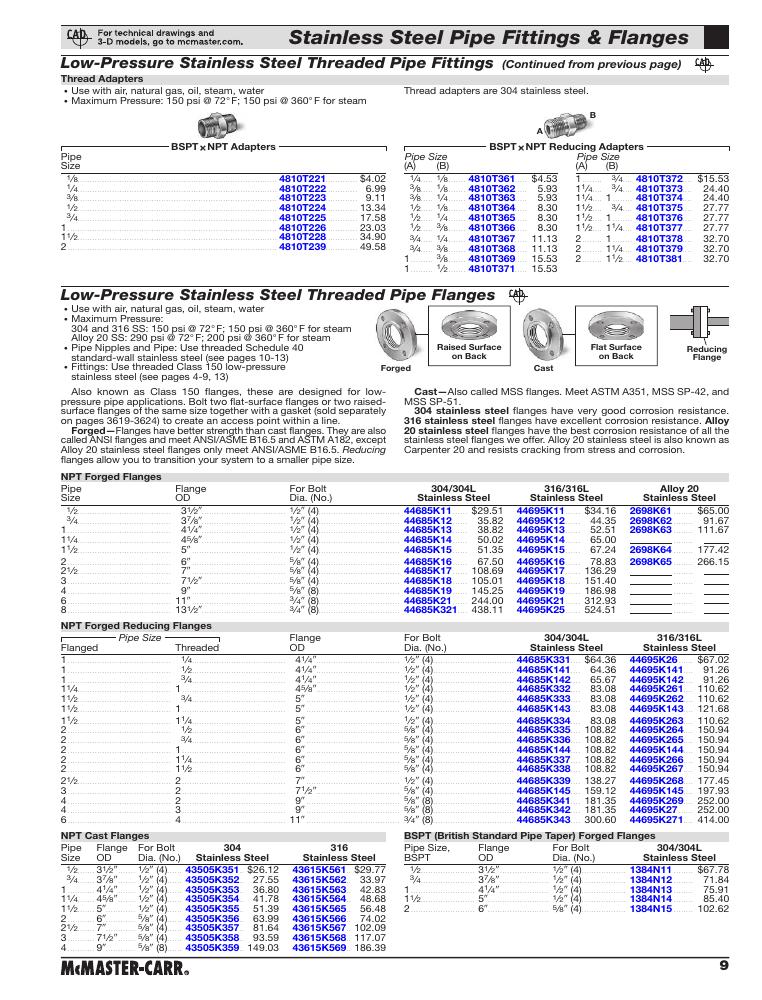 CAD
For technical drawings and
3-D models, go to mcmaster.com.
Stainless Steel Pipe Fittings & Flanges
Low-Pressure Stainless Steel Threaded Pipe Fittings (Continued from previous page)
CAD
Thread Adapters
• Use with air, natural gas, oil, steam, water
• Maximum Pressure: 150 psi @ 72° F; 150 psi @ 360° F for steam
Thread adapters are 304 stainless steel.
A
B
BSPT × NPT Adapters
Pipe
Size
1/8 4810T221 $4.02
1/4 4810T222 6.99
3/8 4810T223 9.11
1/2 4810T224 13.34
3/4 4810T225 17.58
1 4810T226 23.03
1 1/2 4810T228 34.90
2 4810T239 49.58
BSPT × NPT Reducing Adapters
Pipe Size
(A) (B)
1/4 1/8 4810T361 $4.53
3/8 1/8 4810T362 5.93
3/8 1/4 4810T363 5.93
1/2 1/8 4810T364 8.30
1/2 1/4 4810T365 8.30
1/2 3/8 4810T366 8.30
3/4 1/4 4810T367 11.13
3/4 1/2 4810T368 11.13
1 3/8 4810T369 15.53
1 1/2 4810T371 15.53
Pipe Size
(A) (B)
1 3/4 4810T372 $15.53
1 1/4 3/4 4810T373 24.40
1 1/4 1 4810T374 24.40
1 1/2 3/4 4810T375 27.77
1 1/2 1 4810T376 27.77
1 1/2 1 1/4 4810T377 27.77
2 1 4810T378 32.70
2 1 1/4 4810T379 32.70
2 1 1/2 4810T381 32.70
Low-Pressure Stainless Steel Threaded Pipe Flanges
CAD
• Use with air, natural gas, oil, steam, water
• Maximum Pressure:
304 and 316 SS: 150 psi @ 72° F; 150 psi @ 360° F for steam
Alloy 20 SS: 290 psi @ 72° F; 200 psi @ 360° F for steam
• Pipe Nipples and Pipe: Use threaded Schedule 40
standard-wall stainless steel (see pages 10-13)
• Fittings: Use threaded Class 150 low-pressure
stainless steel (see pages 4-9, 13)
Forged
Raised Surface
on Back
Cast
Flat Surface
on Back
Reducing
Flange
Also known as Class 150 flanges, these are designed for low-
pressure pipe applications. Bolt two flat-surface flanges or two raised-
surface flanges of the same size together with a gasket (sold separately
on pages 3619-3624) to create an access point within a line.
Forged—Flanges have better strength than cast flanges. They are also
called ANSI flanges and meet ANSI/ASME B16.5 and ASTM A182, except
Alloy 20 stainless steel flanges only meet ANSI/ASME B16.5. Reducing
flanges allow you to transition your system to a smaller pipe size.
Cast—Also called MSS flanges. Meet ASTM A351, MSS SP-42, and
MSS SP-51.
304 stainless steel flanges have very good corrosion resistance.
316 stainless steel flanges have excellent corrosion resistance. Alloy
20 stainless steel flanges have the best corrosion resistance of all the
stainless steel flanges we offer. Alloy 20 stainless steel is also known as
Carpenter 20 and resists cracking from stress and corrosion.
NPT Forged Flanges
Pipe Flange For Bolt 304/304L 316/316L Alloy 20
Size OD Dia. (No.) Stainless Steel Stainless Steel Stainless Steel
1/2 3 1/2" 1/2" (4) 44685K11 $29.51 44695K11 $34.16 2698K61 $65.00
3/4 3 7/8" 1/2" (4) 44685K12 35.82 44695K12 44.35 2698K62 91.67
1 4 1/4" 1/2" (4) 44685K13 38.82 44695K13 52.51 2698K63 111.67
1 1/4 4 5/8" 1/2" (4) 44685K14 50.02 44695K14 65.00
1 1/2 5" 1/2" (4) 44685K15 51.35 44695K15 67.24 2698K64 177.42
2 6" 5/8" (4) 44685K16 67.50 44695K16 78.83 2698K65 266.15
2 1/2 7" 5/8" (4) 44685K17 108.69 44695K17 136.29
3 7 1/2" 5/8" (4) 44685K18 105.01 44695K18 151.40
4 9" 5/8" (8) 44685K19 145.25 44695K19 186.98
6 11" 3/4" (8) 44685K21 244.00 44695K21 312.93
8 13 1/2" 3/4" (8) 44685K321 438.11 44695K25 524.51
NPT Forged Reducing Flanges
Pipe Size Flange For Bolt 304/304L 316/316L
Flanged Threaded OD Dia. (No.) Stainless Steel Stainless Steel
1 1/4 4 1/4" 1/2" (4) 44685K331 $64.36 44695K26 $67.02
1 1/2 4 1/4" 1/2" (4) 44685K141 64.36 44695K141 91.26
1 3/4 4 1/4" 1/2" (4) 44685K142 65.67 44695K142 91.26
1 1/4 1 4 5/8" 1/2" (4) 44685K332 83.08 44695K261 110.62
1 1/2 3/4 5" 1/2" (4) 44685K333 83.08 44695K262 110.62
1 1/2 1 5" 1/2" (4) 44685K143 83.08 44695K143 121.68
1 1/2 1 1/4 5" 1/2" (4) 44685K334 83.08 44695K263 110.62
2 1/2 6" 5/8" (4) 44685K335 108.82 44695K264 150.94
2 3/4 6" 5/8" (4) 44685K336 108.82 44695K265 150.94
2 1 6" 5/8" (4) 44685K144 108.82 44695K144 150.94
2 1 1/4 6" 5/8" (4) 44685K337 108.82 44695K266 150.94
2 1 1/2 6" 5/8" (4) 44685K338 108.82 44695K267 150.94
2 1/2 2 7" 1/2" (4) 44685K339 138.27 44695K268 177.45
3 2 7 1/2" 5/8" (4) 44685K145 159.12 44695K145 197.93
4 2 9" 5/8" (8) 44685K341 181.35 44695K269 252.00
4 3 9" 5/8" (8) 44685K342 181.35 44695K27 252.00
6 4 11" 3/4" (8) 44685K343 300.60 44695K271 414.00
NPT Cast Flanges
Pipe Flange For Bolt 304 316
Size OD Dia. (No.) Stainless Steel Stainless Steel
1/2 3 1/2" 1/2" (4) 43505K351 $26.12 43615K561 $29.77
3/4 3 7/8" 1/2" (4) 43505K352 27.55 43615K562 33.97
1 4 1/4" 1/2" (4) 43505K353 36.80 43615K563 42.83
1 1/4 4 5/8" 1/2" (4) 43505K354 41.78 43615K564 48.68
1 1/2 5" 1/2" (4) 43505K355 51.39 43615K565 56.48
2 6" 5/8" (4) 43505K356 63.99 43615K566 74.02
2 1/2 7" 5/8" (4) 43505K357 81.64 43615K567 102.09
3 7 1/2" 5/8" (4) 43505K358 93.59 43615K568 117.07
4 9" 5/8" (8) 43505K359 149.03 43615K569 186.39
BSPT (British Standard Pipe Taper) Forged Flanges
Pipe Size, Flange For Bolt 304/304L
BSPT OD Dia. (No.) Stainless Steel
1/2 3 1/2" 1/2" (4) 1384N11 $67.78
3/4 3 7/8" 1/2" (4) 1384N12 71.84
1 4 1/4" 1/2" (4) 1384N13 75.91
1 1/2 5" 1/2" (4) 1384N14 85.40
2 6" 5/8" (4) 1384N15 102.62
McMASTER-CARR®
9